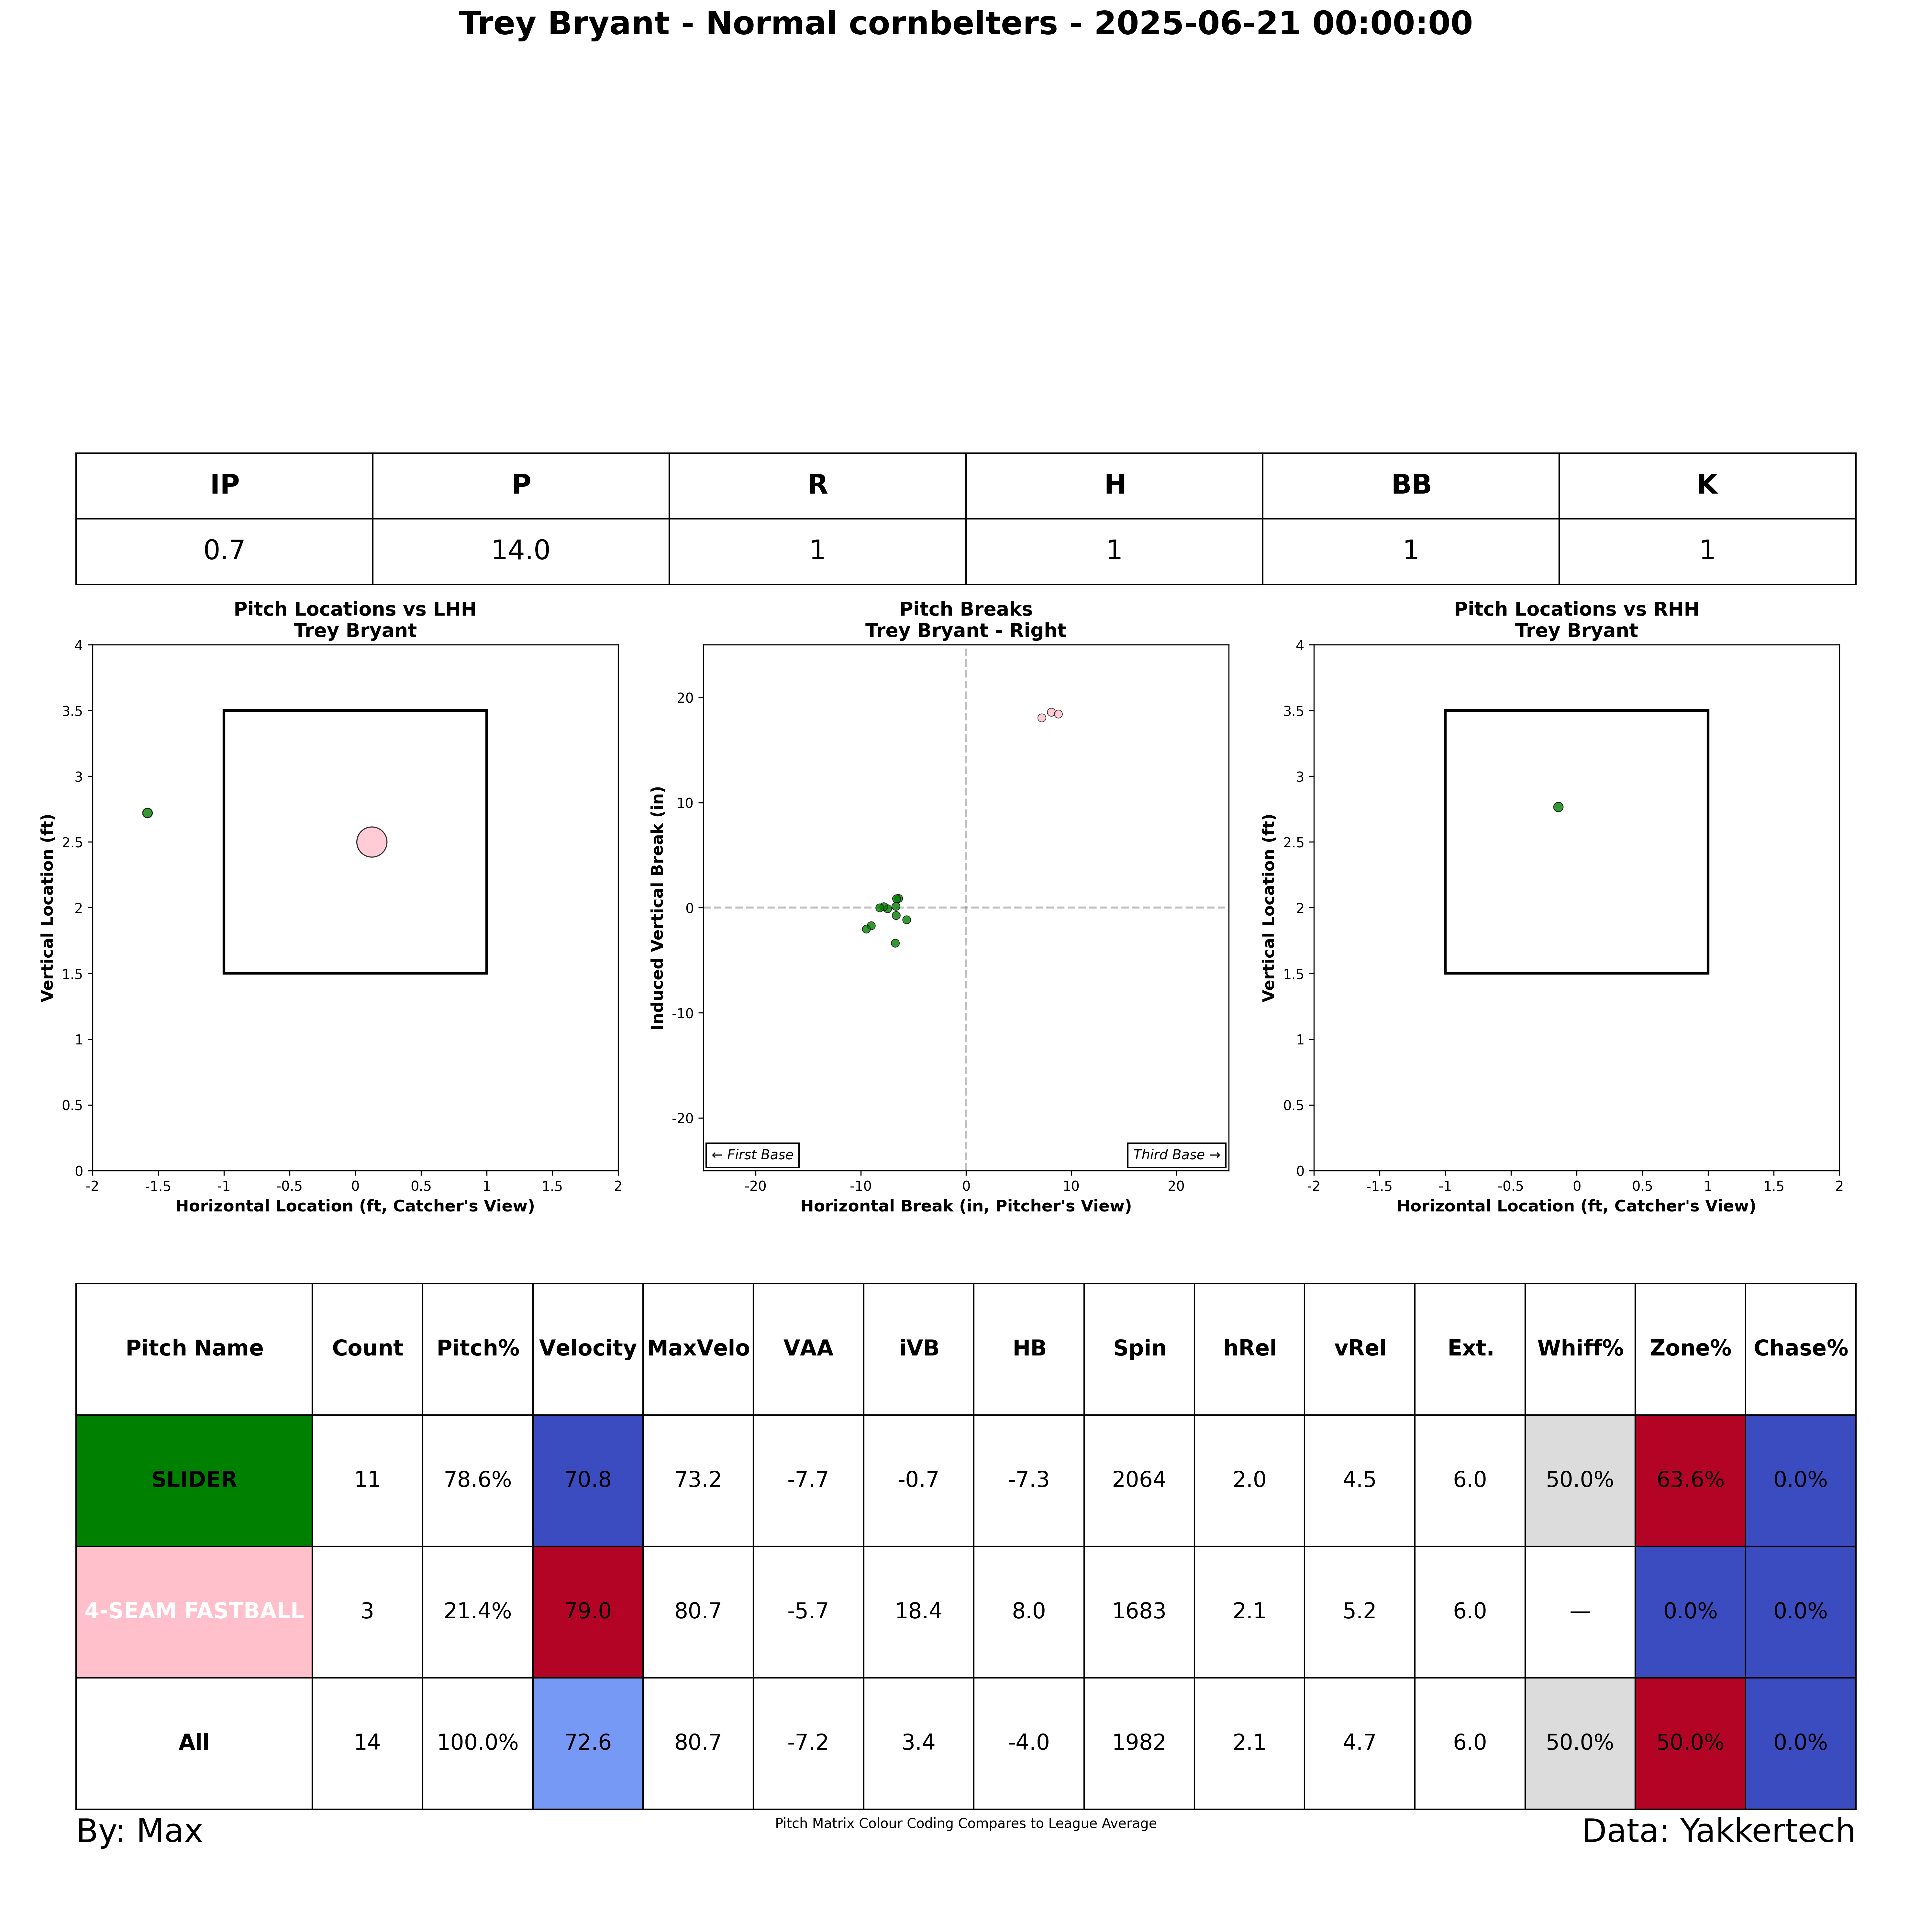 Trey Bryant - Normal cornbelters - 2025-06-21 00:00:00
IP P R H BB K
0.7 14.0 1 1 1 1
Pitch Locations vs LHH
Trey Bryant
4
3.5
3
2.5
2
1.5
1
0.5
0
-2 -1.5 -1 -0.5 0 0.5 1 1.5 2
Vertical Location (ft)
Horizontal Location (ft, Catcher's View)
Pitch Breaks
Trey Bryant - Right
20
10
0
-10
-20
-20 -10 0 10 20
Induced Vertical Break (in)
← First Base
Third Base →
Horizontal Break (in, Pitcher's View)
Pitch Locations vs RHH
Trey Bryant
4
3.5
3
2.5
2
1.5
1
0.5
0
-2 -1.5 -1 -0.5 0 0.5 1 1.5 2
Vertical Location (ft)
Horizontal Location (ft, Catcher's View)
Pitch Name Count Pitch% Velocity MaxVelo VAA iVB HB Spin hRel vRel Ext. Whiff% Zone% Chase%
SLIDER 11 78.6% 70.8 73.2 -7.7 -0.7 -7.3 2064 2.0 4.5 6.0 50.0% 63.6% 0.0%
4-SEAM FASTBALL 3 21.4% 79.0 80.7 -5.7 18.4 8.0 1683 2.1 5.2 6.0 — 0.0% 0.0%
All 14 100.0% 72.6 80.7 -7.2 3.4 -4.0 1982 2.1 4.7 6.0 50.0% 50.0% 0.0%
By: Max
Pitch Matrix Colour Coding Compares to League Average
Data: Yakkertech